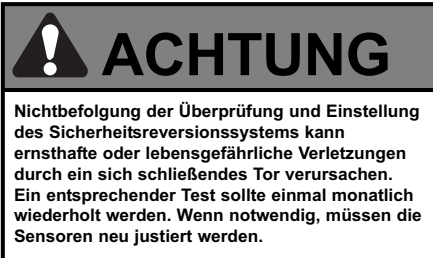 ACHTUNG
Nichtbefolgung der Überprüfung und Einstellung
des Sicherheitsreversionssystems kann
ernsthafte oder lebensgefährliche Verletzungen
durch ein sich schließendes Tor verursachen.
Ein entsprechender Test sollte einmal monatlich
wiederholt werden. Wenn notwendig, müssen die
Sensoren neu justiert werden.